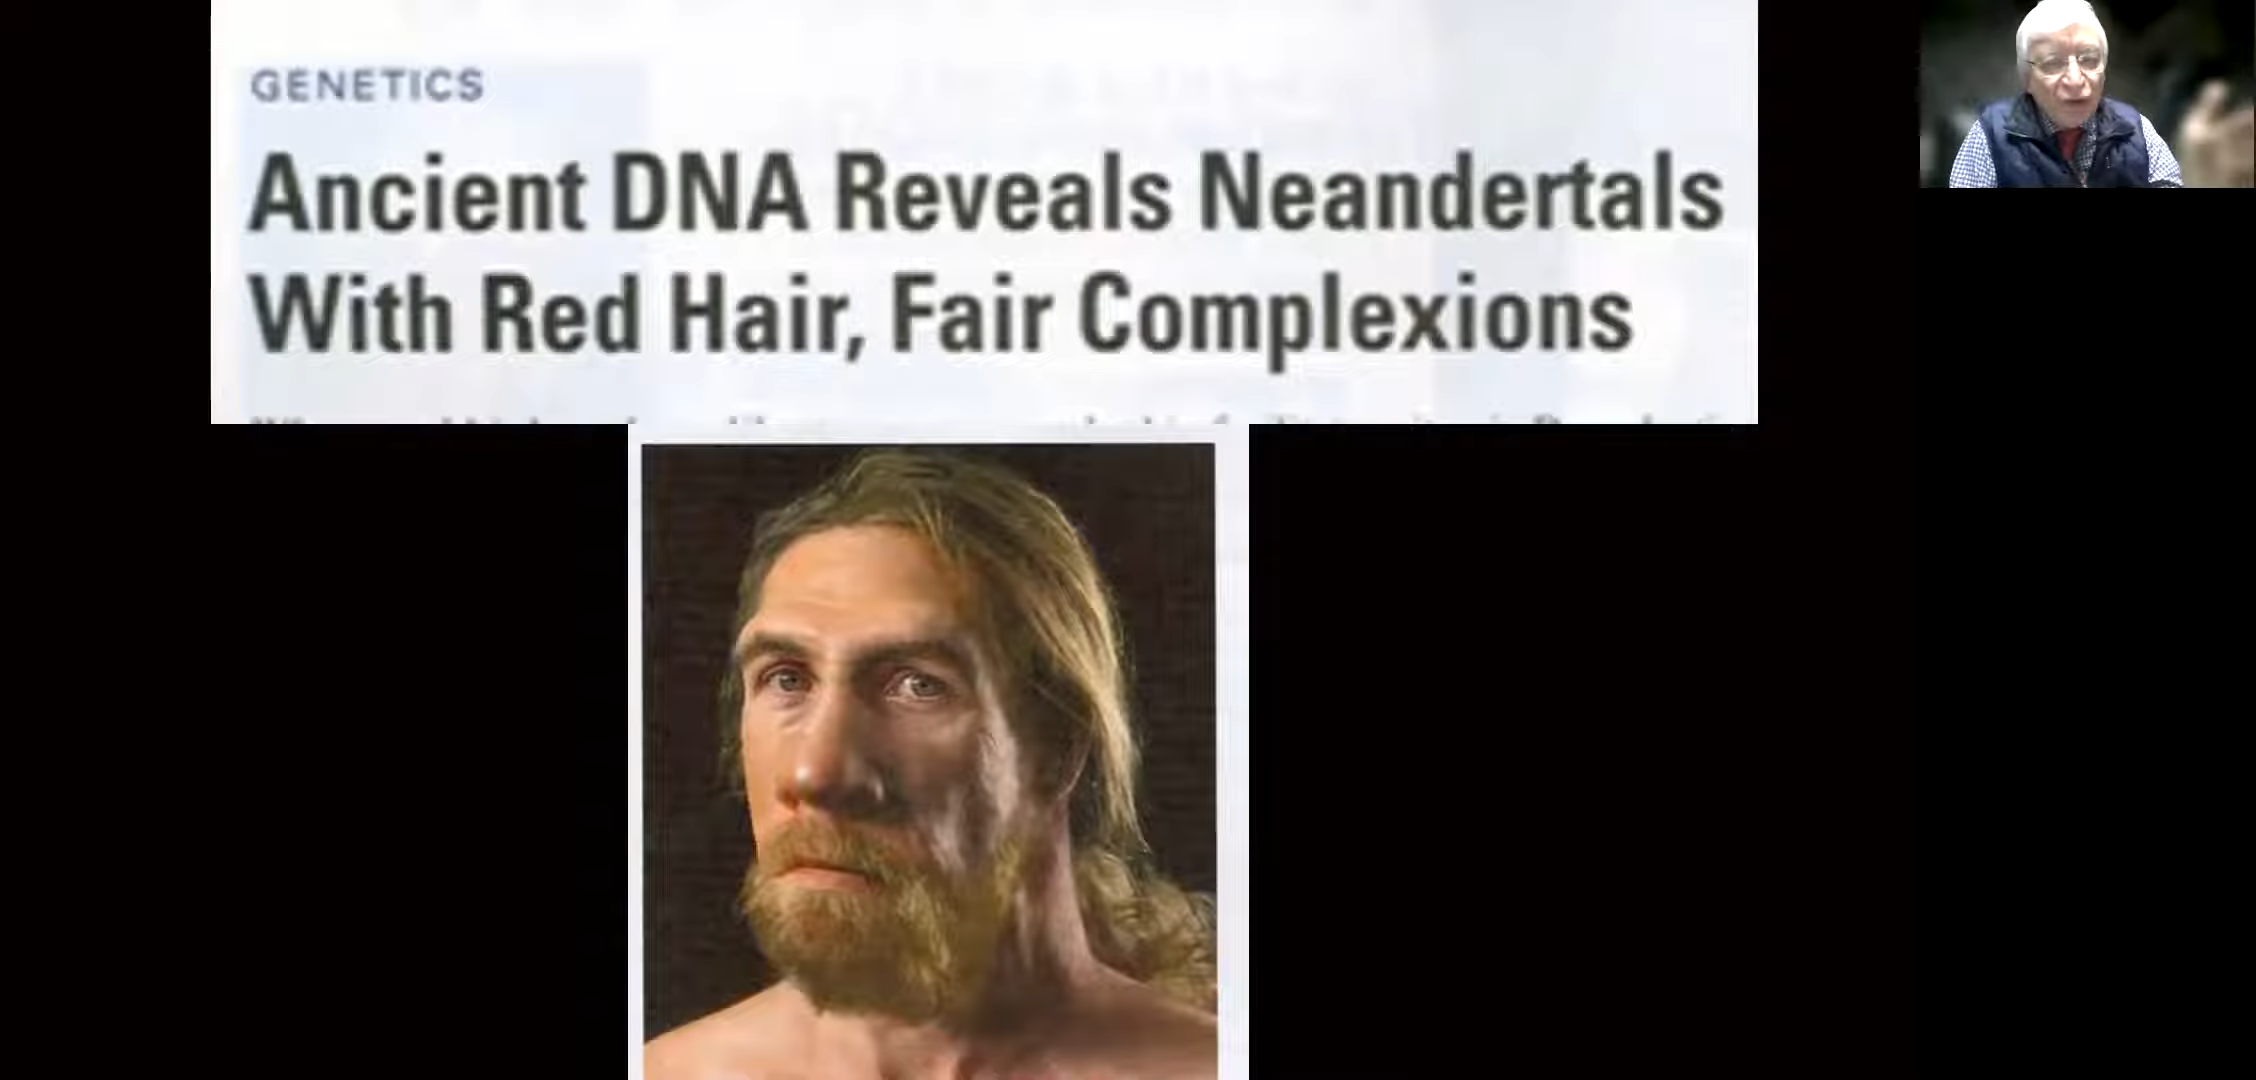 GENETICS
Ancient DNA Reveals Neandertals
With Red Hair, Fair Complexions